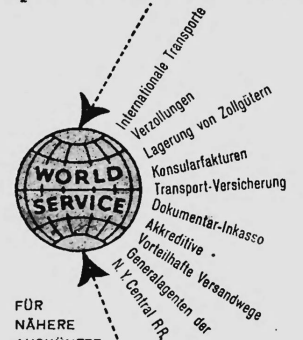 Internationale Transporte
Verzollungen
Lagerung von Zollgütern
Konsularfakturen
Transport-Versicherung
Dokumentar-Inkasso
Akkreditive
Vorteilhafte Versandwege
Generalagenten der
N.Y. Central RR.
WORLD
SERVICE
FÜR
NÄHERE